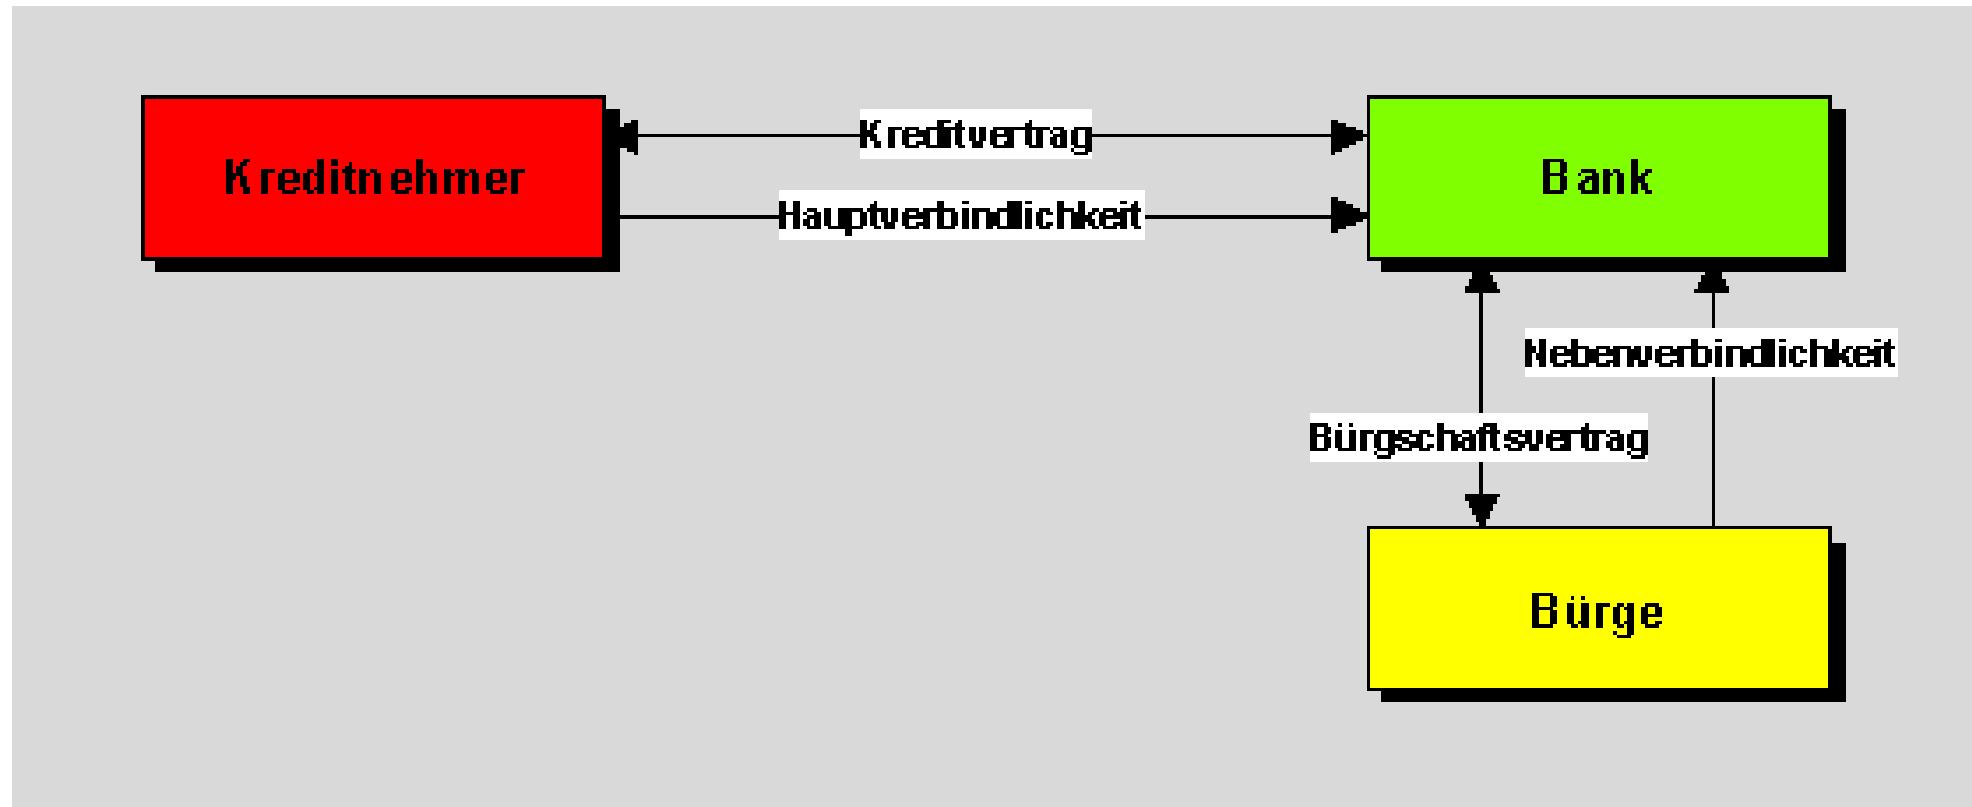 Kreditnehmer
Kreditvertrag
Hauptverbindlichkeit
Bank
Nebenverbindlichkeit
Bürgschaftsvertrag
Bürge